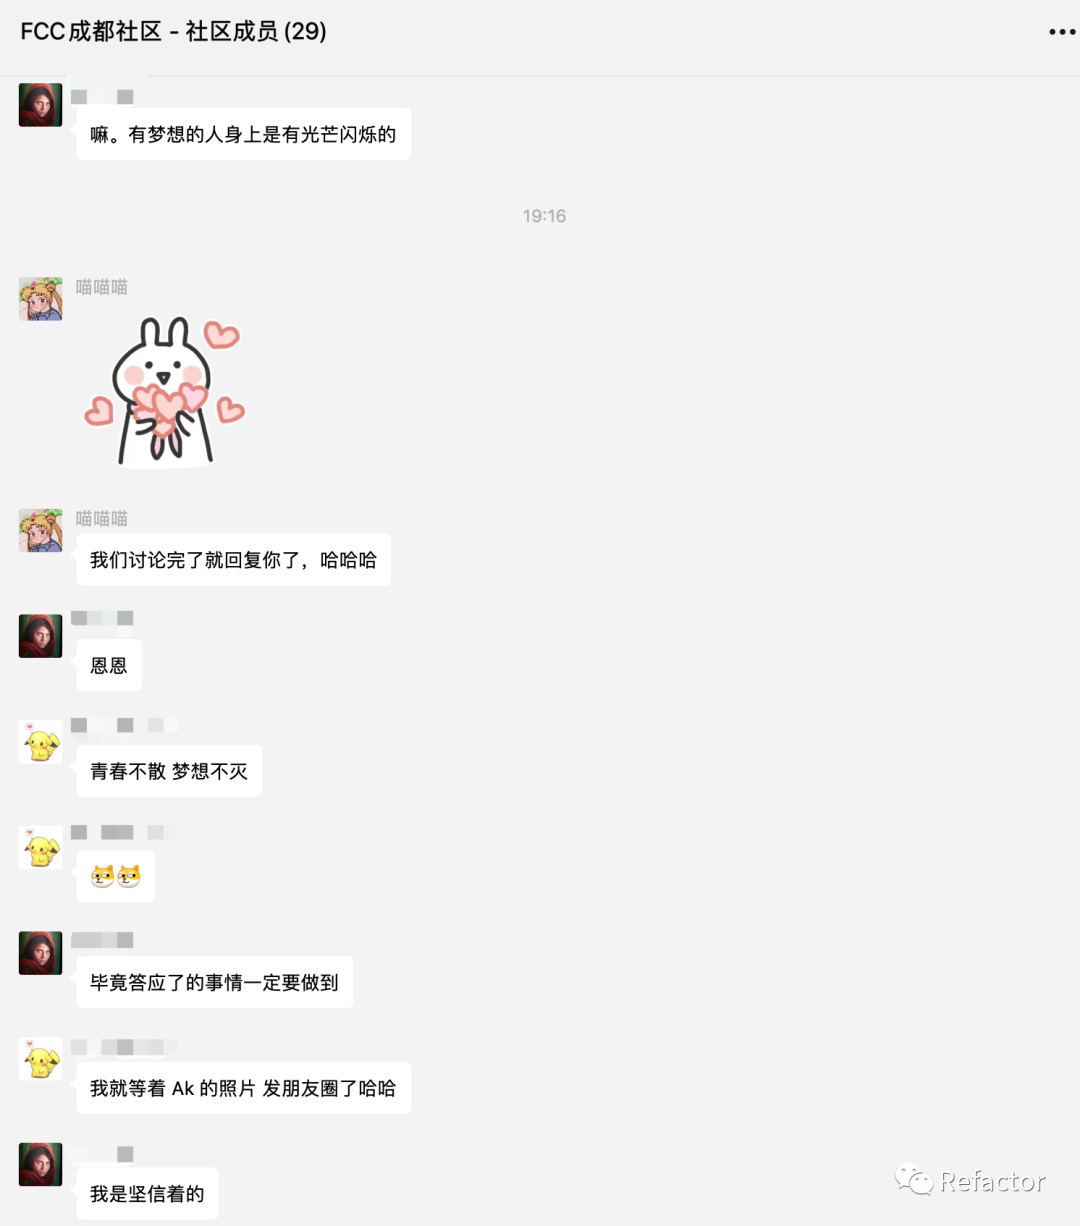 FCC成都社区 - 社区成员 (29)
嘛。有梦想的人身上是有光芒闪烁的
19:16
喵喵喵
喵喵喵
我们讨论完了就回复你了，哈哈哈
恩恩
青春不散 梦想不灭
毕竟答应了的事情一定要做到
我就等着 Ak 的照片 发朋友圈了哈哈
我是坚信着的
Refactor